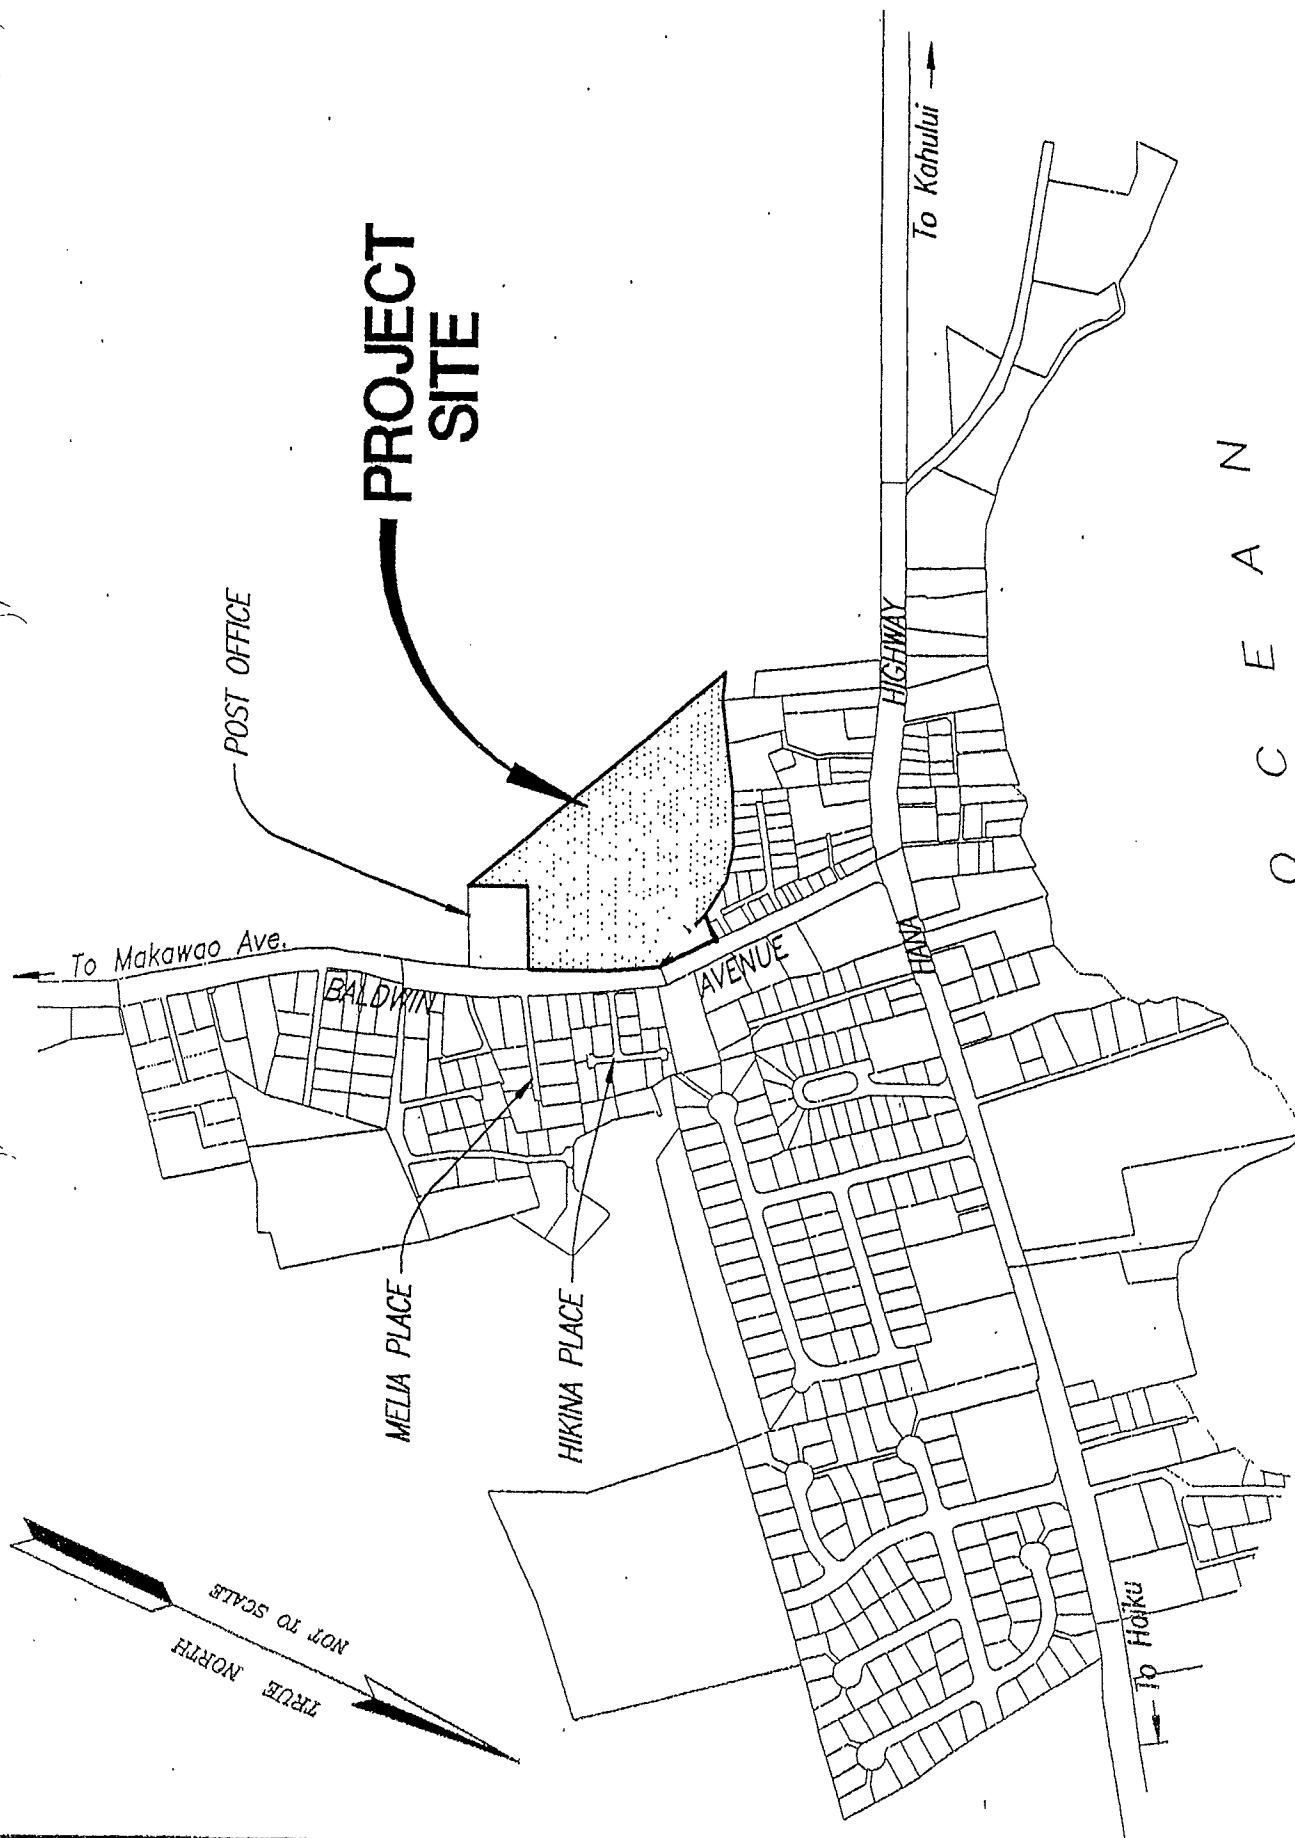 PROJECT
SITE
POST OFFICE
To Kahului
To Makawao Ave.
BALDWIN
AVENUE
HANA
HIGHWAY
OCEAN
MELIA PLACE
HIKINA PLACE
To Haiku
TRUE NORTH
NOT TO SCALE